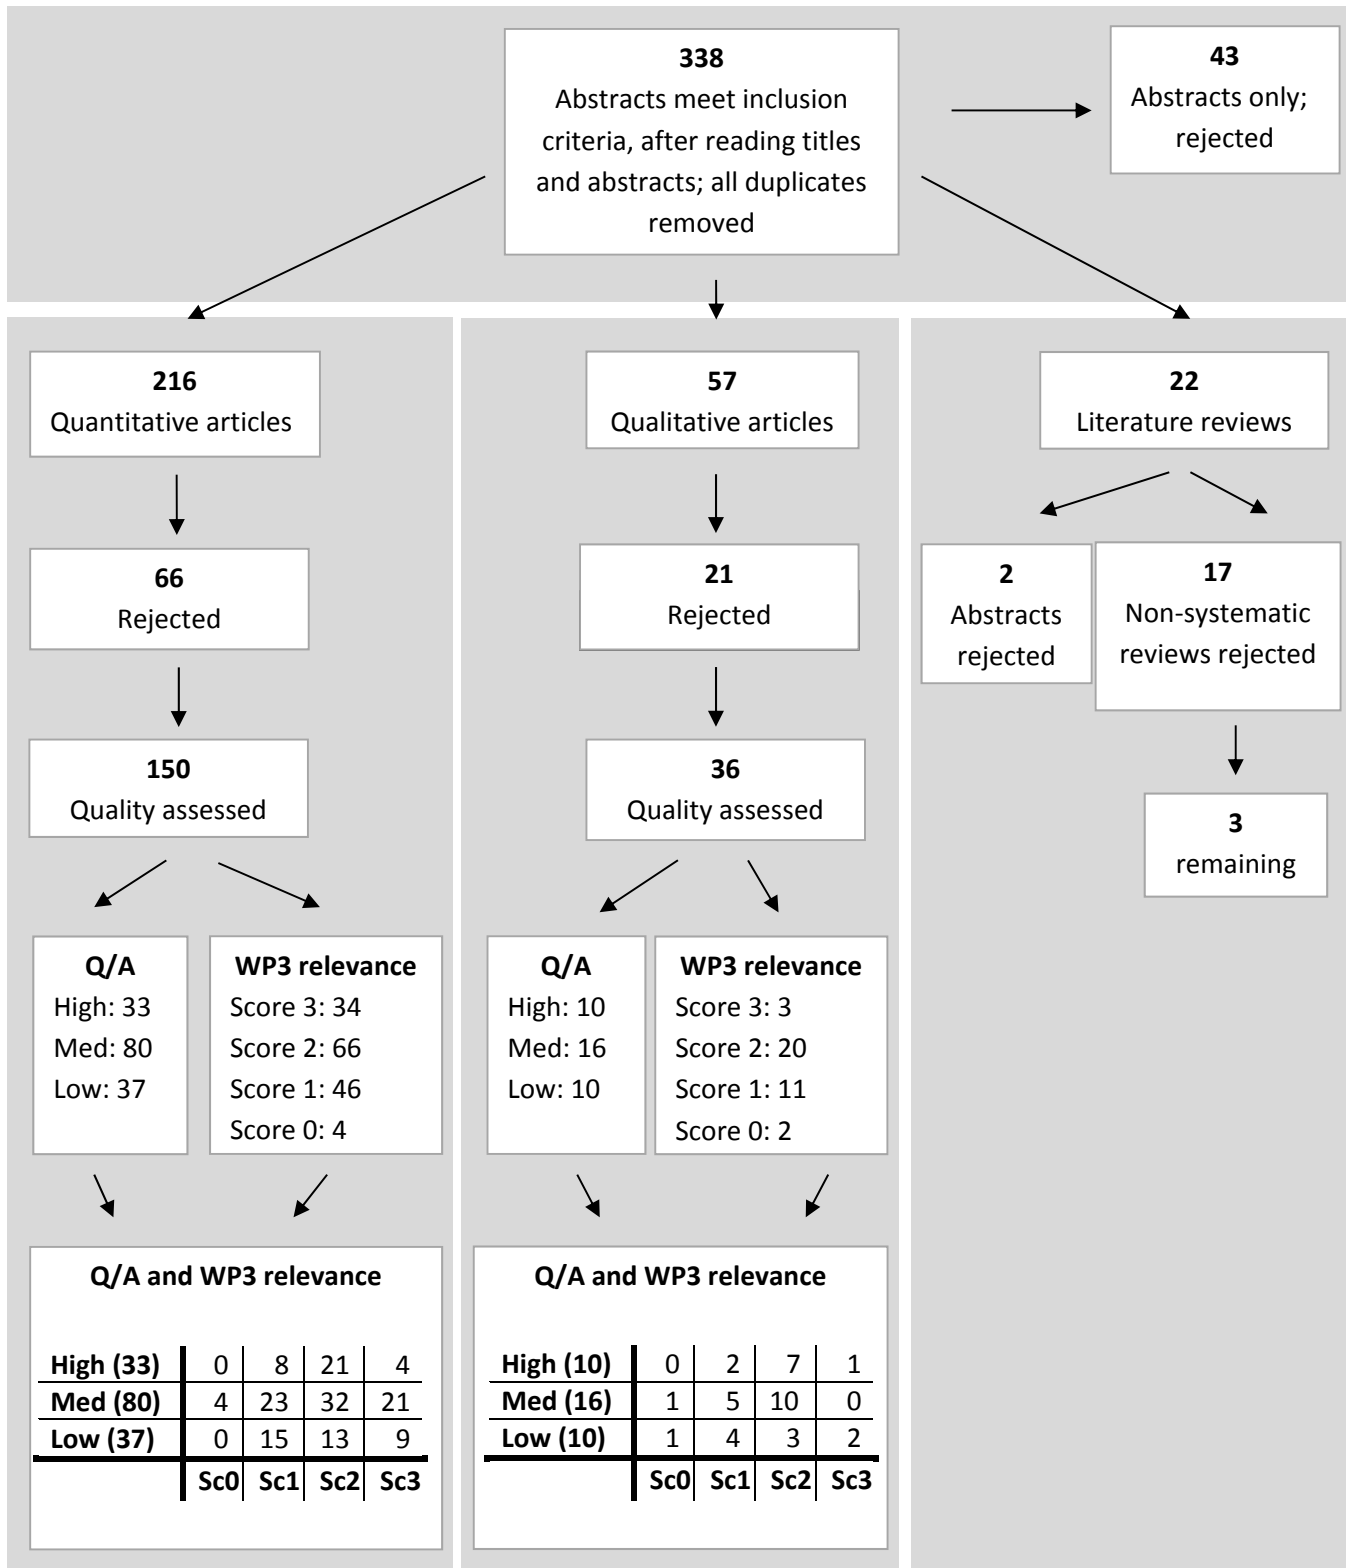 338
Abstracts meet inclusion
criteria, after reading titles
and abstracts; all duplicates
removed
43
Abstracts only;
rejected
216
Quantitative articles
66
Rejected
150
Quality assessed
Q/A
High: 33
Med: 80
Low: 37
WP3 relevance
Score 3: 34
Score 2: 66
Score 1: 46
Score 0: 4
Q/A and WP3 relevance
High (33) 0 8 21 4
Med (80) 4 23 32 21
Low (37) 0 15 13 9
Sc0 Sc1 Sc2 Sc3
57
Qualitative articles
21
Rejected
36
Quality assessed
Q/A
High: 10
Med: 16
Low: 10
WP3 relevance
Score 3: 3
Score 2: 20
Score 1: 11
Score 0: 2
Q/A and WP3 relevance
High (10) 0 2 7 1
Med (16) 1 5 10 0
Low (10) 1 4 3 2
Sc0 Sc1 Sc2 Sc3
22
Literature reviews
2
Abstracts
rejected
17
Non-systematic
reviews rejected
3
remaining